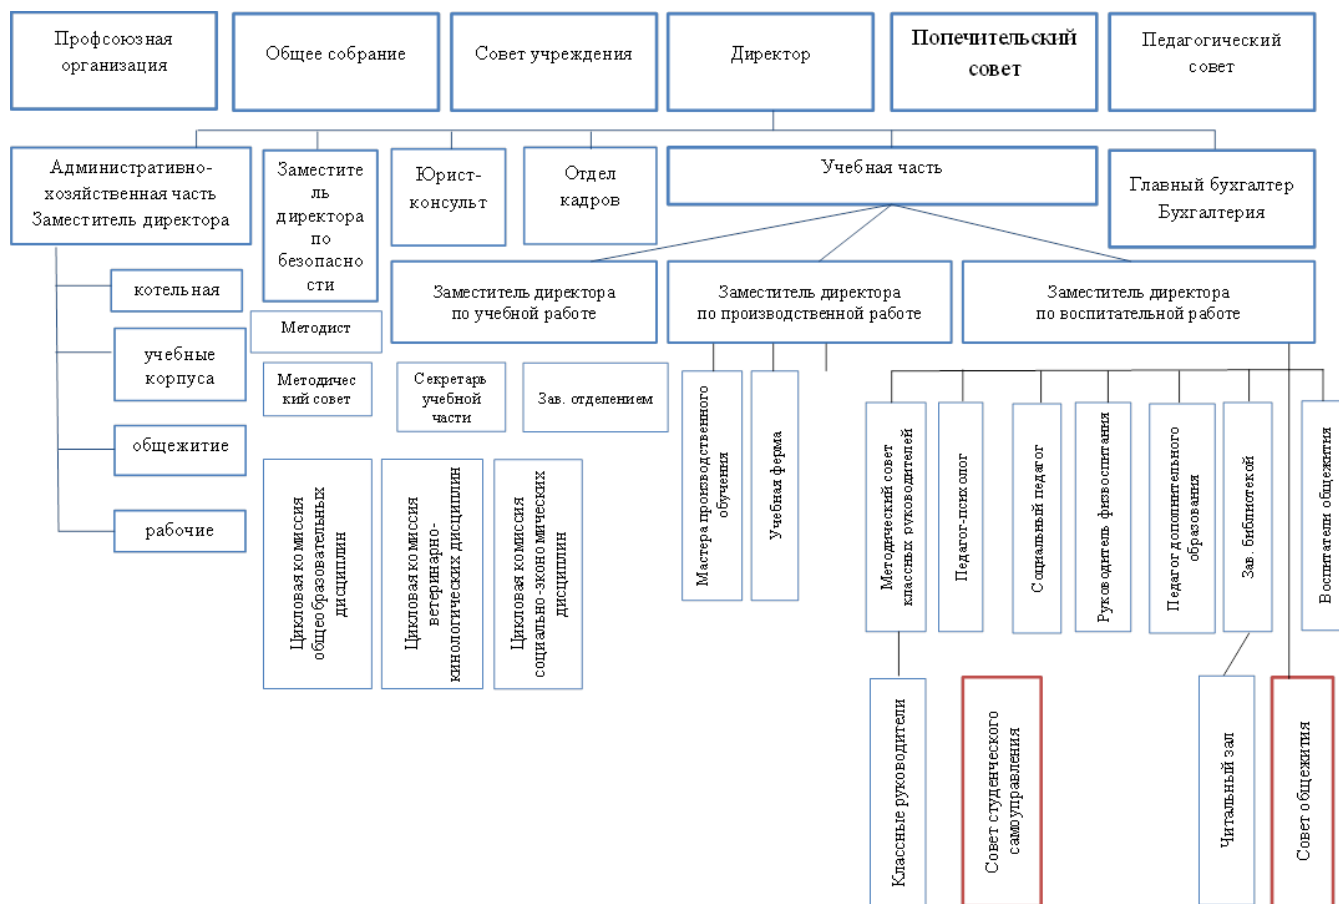 Профсоюзная
организация
Общее собрание
Совет учреждения
Директор
Попечительский
совет
Педагогический
совет
Административно-
хозяйственная часть
Заместитель директора
Заместите
ль
директора
по
безопасно
сти
Юрист-
консульт
Отдел
кадров
Учебная часть
Главный бухгалтер
Бухгалтерия
котельная
учебные
корпуса
общежитие
рабочие
Методист
Методичес
кий совет
Секретарь
учебной
части
Зав. отделением
Заместитель директора
по учебной работе
Заместитель директора
по производственной работе
Заместитель директора
по воспитательной работе
Цикловая комиссия
общеобразовательных
дисциплин
Цикловая комиссия
ветеринарно-
кинологических дисциплин
Цикловая комиссия
социально-экономических
дисциплин
Мастера производственного
обучения
Учебная ферма
Методический совет
классных руководителей
Педагог-психолог
Социальный педагог
Руководитель физвоспитания
Педагог дополнительного
образования
Зав. библиотекой
Воспитатели общежития
Классные руководители
Совет студенческого
самоуправления
Читальный зал
Совет общежития